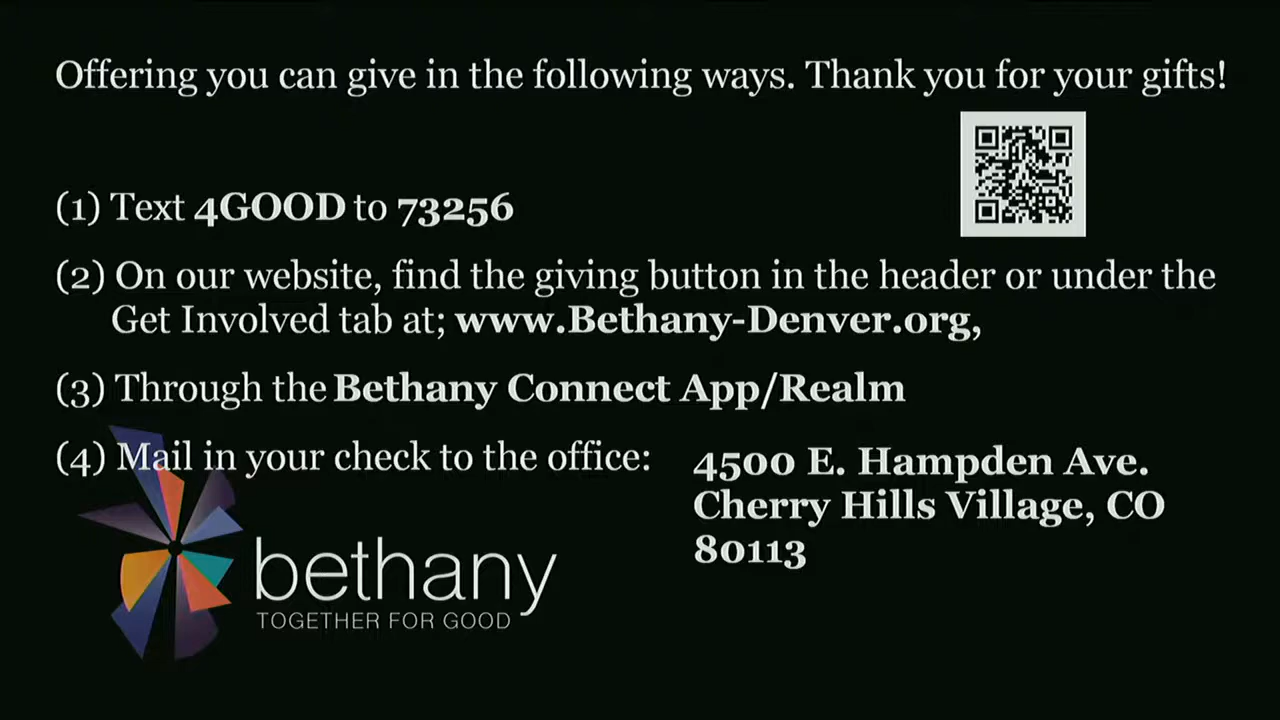 Offering you can give in the following ways. Thank you for your gifts!
(1) Text 4GOOD to 73256
(2) On our website, find the giving button in the header or under the
Get Involved tab at; www.Bethany-Denver.org,
(3) Through the Bethany Connect App/Realm
(4) Mail in your check to the office:
4500 E. Hampden Ave.
Cherry Hills Village, CO
80113
bethany
TOGETHER FOR GOOD